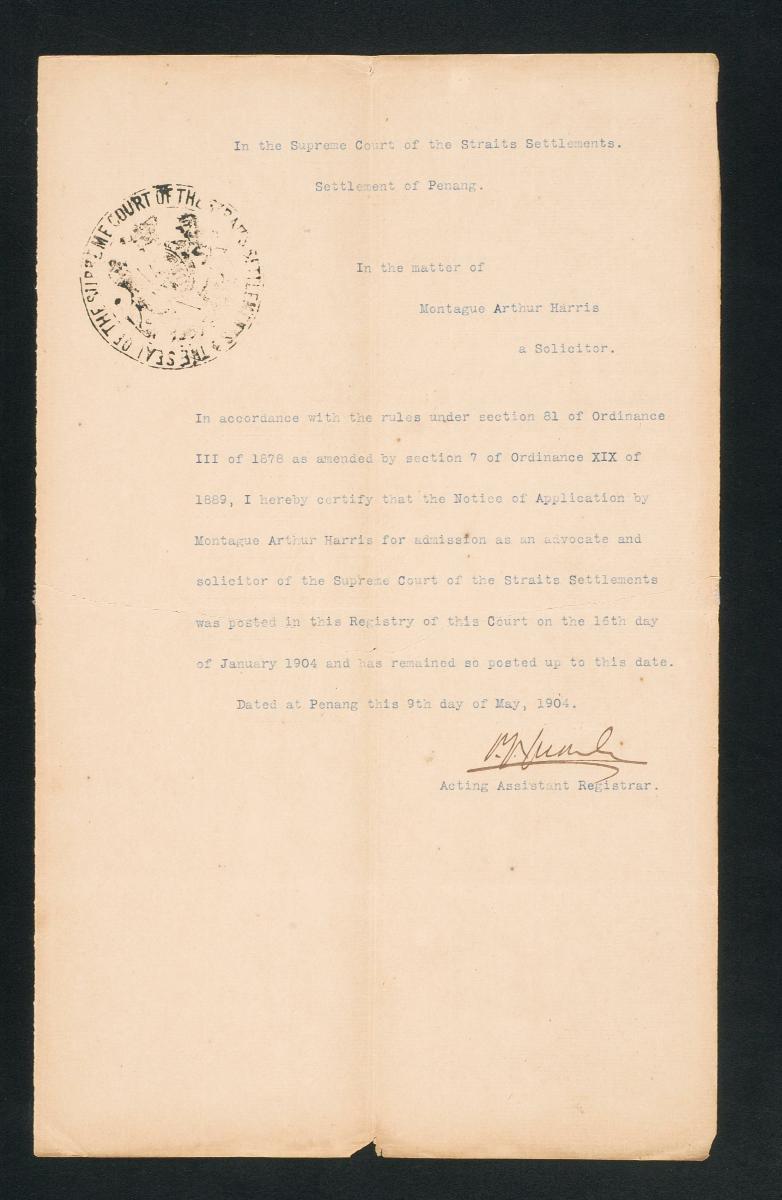 In the Supreme Court of the Straits Settlements.
Settlement of Penang.
THE SEAL OF THE SUPREME COURT OF THE STRAITS SETTLEMENTS
In the matter of
Montague Arthur Harris
a Solicitor.
In accordance with the rules under section 81 of Ordinance
III of 1878 as amended by section 7 of Ordinance XIX of
1889, I hereby certify that the Notice of Application by
Montague Arthur Harris for admission as an advocate and
solicitor of the Supreme Court of the Straits Settlements
was posted in this Registry of this Court on the 16th day
of January 1904 and has remained so posted up to this date.
Dated at Penang this 9th day of May, 1904.
Acting Assistant Registrar.